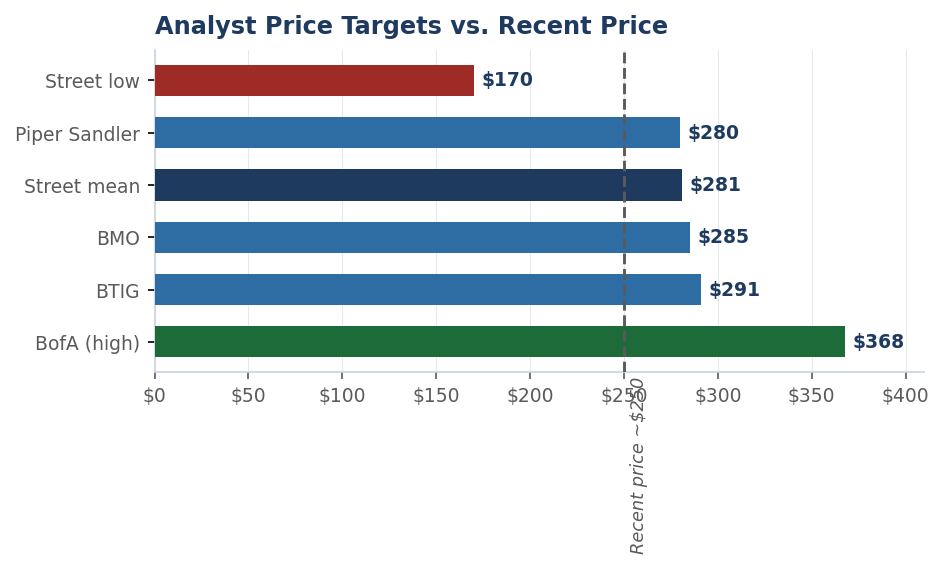 Analyst Price Targets vs. Recent Price
Street low
$170
Piper Sandler
$280
Street mean
$281
BMO
$285
BTIG
$291
BofA (high)
$368
$0 $50 $100 $150 $200 $250 $300 $350 $400
Recent price ~$250